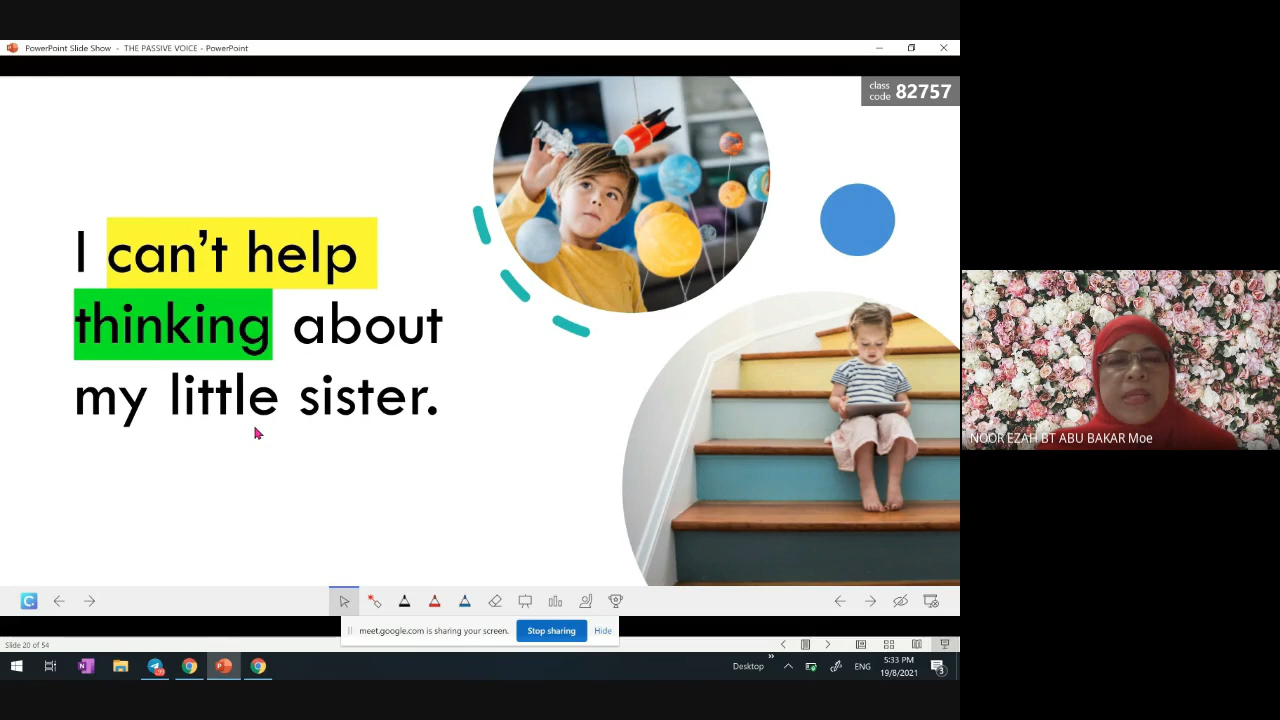 PowerPoint Slide Show - THE PASSIVE VOICE - PowerPoint
class
code 82757
I can't help
thinking about
my little sister.
NOOR EZAH BT ABU BAKAR Moe
meet.google.com is sharing your screen. Stop sharing Hide
Slide 20 of 54
Desktop
ENG
5:33 PM
19/8/2021
3